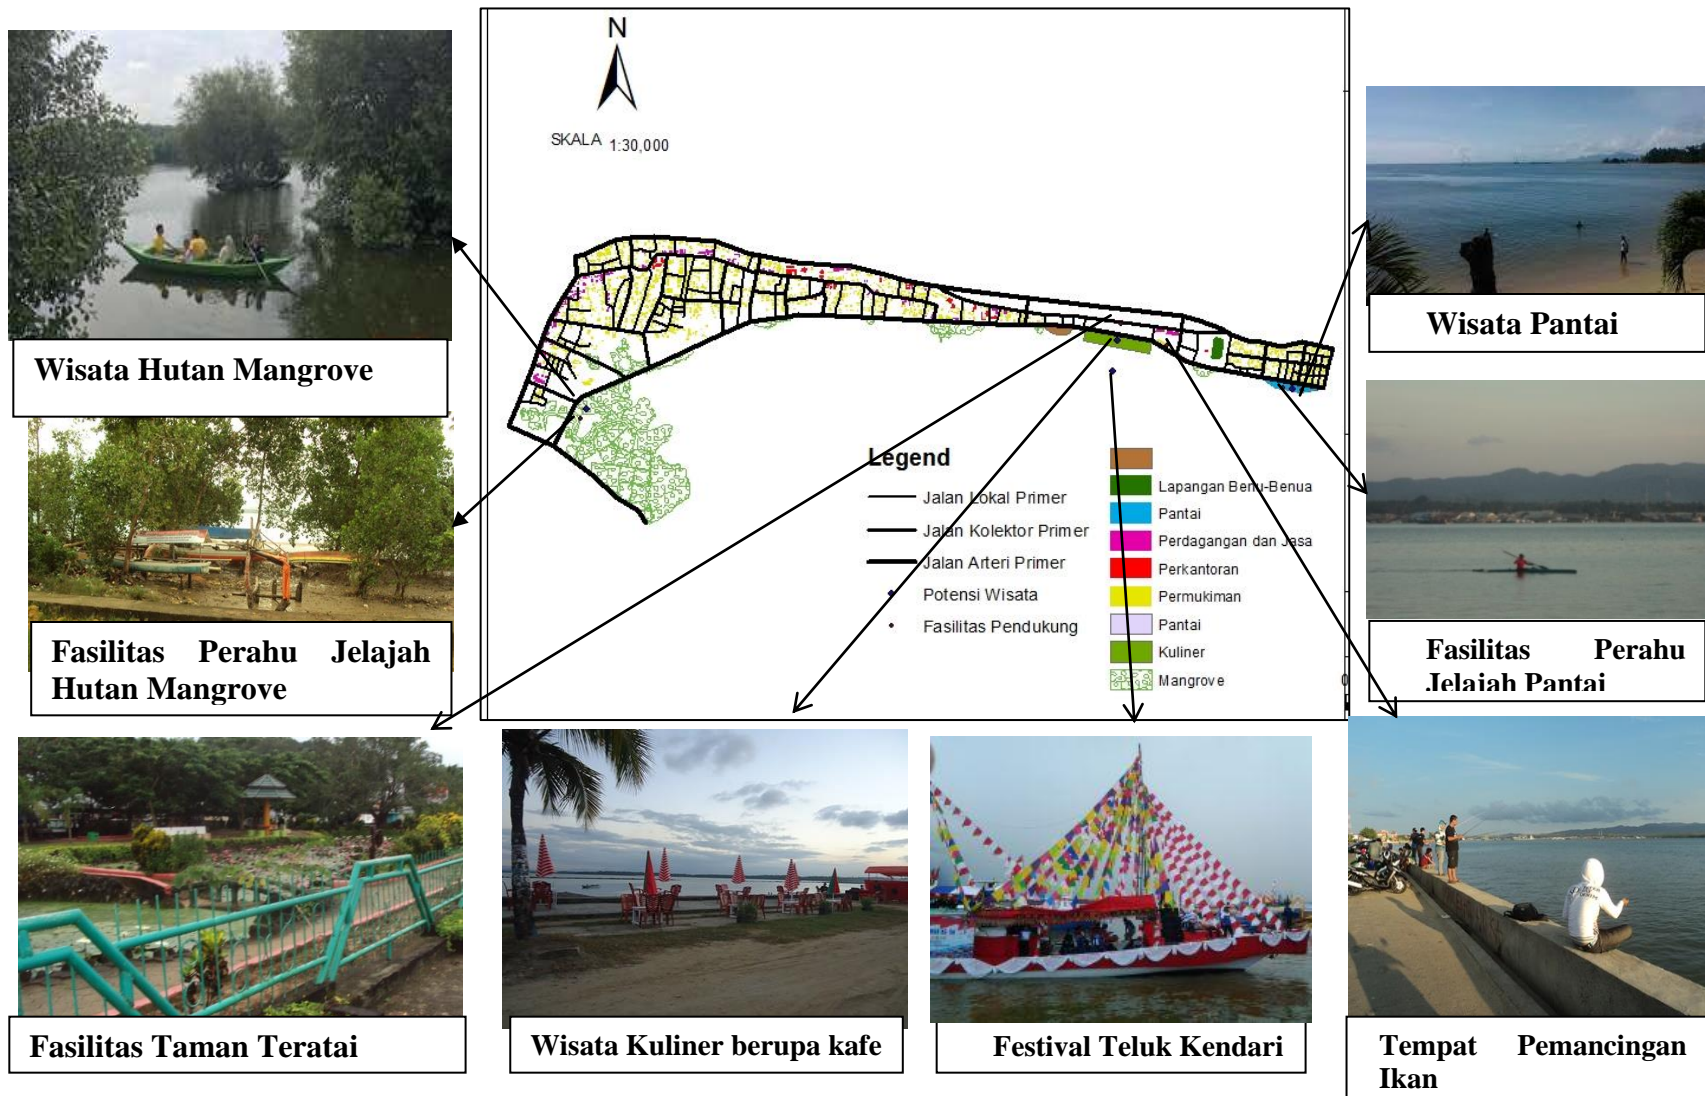 N
SKALA 1:30,000
Wisata Hutan Mangrove
Wisata Pantai
Fasilitas Perahu Jelajah
Hutan Mangrove
Legend
Jalan Lokal Primer
Jalan Kolektor Primer
Jalan Arteri Primer
Potensi Wisata
Fasilitas Pendukung
Lapangan Benu-Benua
Pantai
Perdagangan dan Jasa
Perkantoran
Permukiman
Pantai
Kuliner
Mangrove
0
Fasilitas Perahu
Jelajah Pantai
Fasilitas Taman Teratai
Wisata Kuliner berupa kafe
Festival Teluk Kendari
Tempat Pemancingan
Ikan